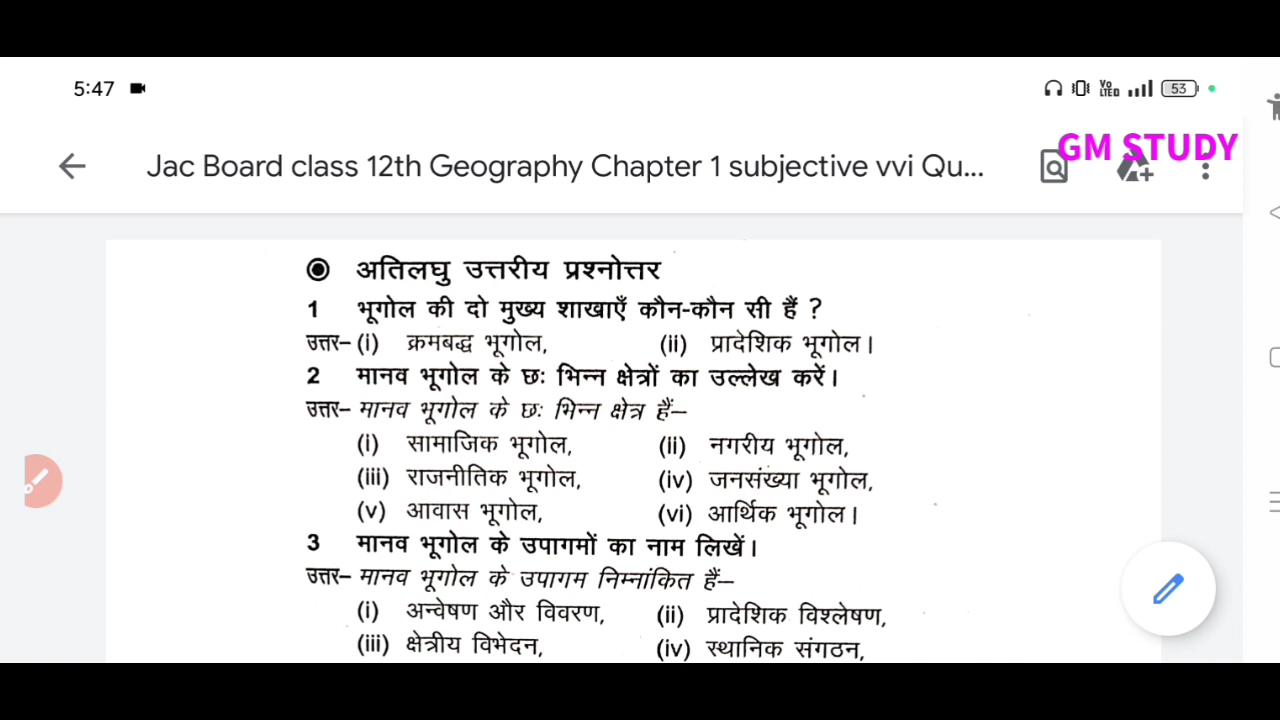 5:47 Vo LTED 53
GM STUDY
Jac Board class 12th Geography Chapter 1 subjective vvi Qu...
अतिलघु उत्तरीय प्रश्नोत्तर
1 भूगोल की दो मुख्य शाखाएँ कौन-कौन सी हैं ?
उत्तर– (i) क्रमबद्ध भूगोल, (ii) प्रादेशिक भूगोल।
2 मानव भूगोल के छः भिन्न क्षेत्रों का उल्लेख करें।
उत्तर– मानव भूगोल के छः भिन्न क्षेत्र हैं–
(i) सामाजिक भूगोल, (ii) नगरीय भूगोल,
(iii) राजनीतिक भूगोल, (iv) जनसंख्या भूगोल,
(v) आवास भूगोल, (vi) आर्थिक भूगोल।
3 मानव भूगोल के उपागमों का नाम लिखें।
उत्तर– मानव भूगोल के उपागम निम्नांकित हैं–
(i) अन्वेषण और विवरण, (ii) प्रादेशिक विश्लेषण,
(iii) क्षेत्रीय विभेदन, (iv) स्थानिक संगठन,